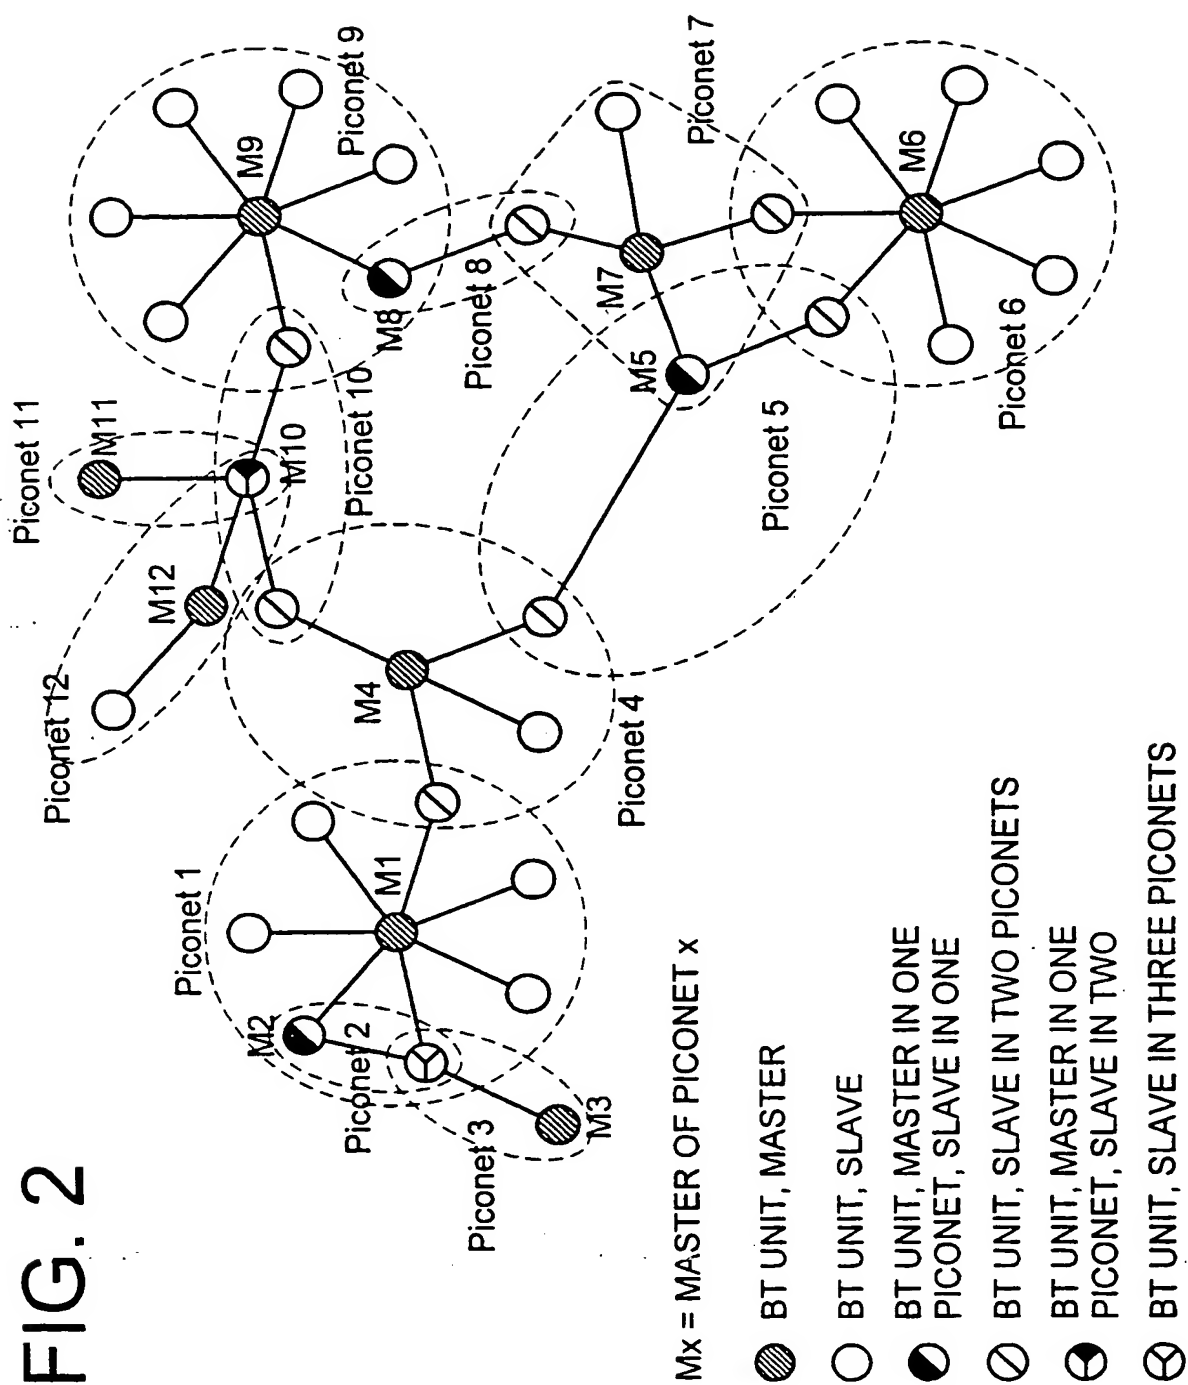 FIG. 2
Piconet 1
M1
M2
Piconet 2
Piconet 3
M3
Piconet 4
M4
Piconet 12
M12
Piconet 11
M11
M10
Piconet 10
Piconet 9
M9
M8
Piconet 8
Piconet 7
M7
M5
Piconet 5
M6
Piconet 6
Mx = MASTER OF PICONET x
BT UNIT, MASTER
BT UNIT, SLAVE
BT UNIT, MASTER IN ONE
PICONET, SLAVE IN ONE
BT UNIT, SLAVE IN TWO PICONETS
BT UNIT, MASTER IN ONE
PICONET, SLAVE IN TWO
BT UNIT, SLAVE IN THREE PICONETS